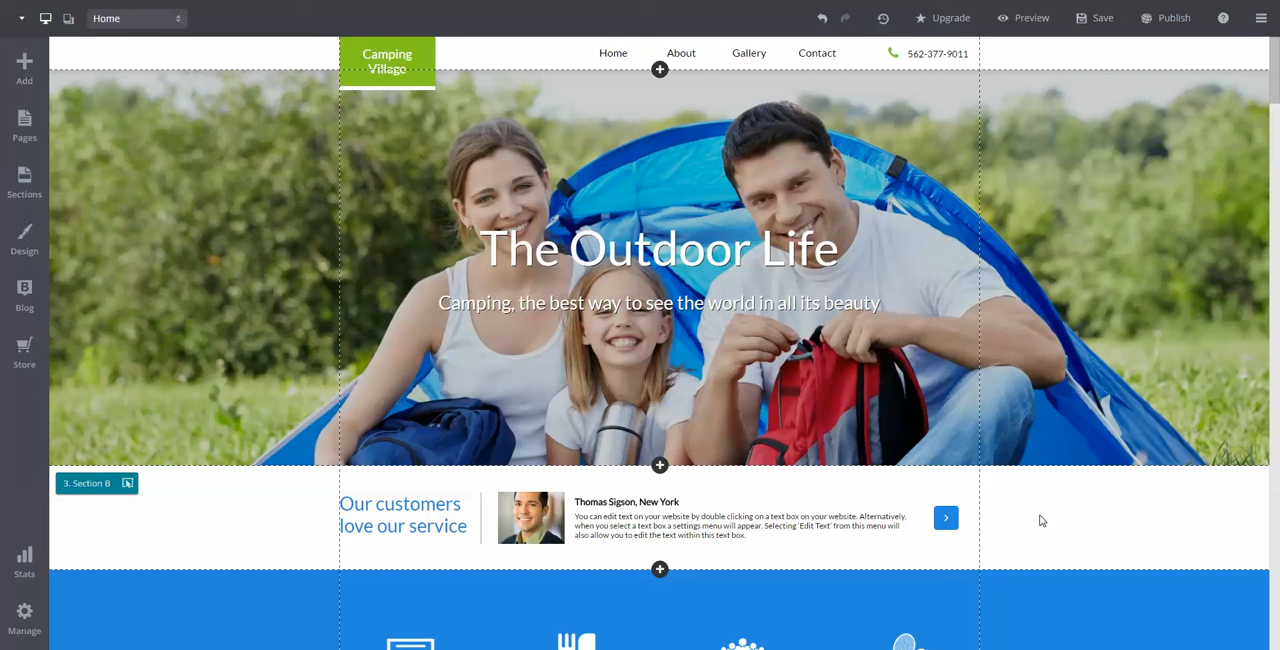 Home
Upgrade
Preview
Save
Publish
Add
Pages
Sections
Design
Blog
Store
Stats
Manage
Camping
Village
Home About Gallery Contact 562-377-9011
The Outdoor Life
Camping, the best way to see the world in all its beauty
3. Section B
Our customers
love our service
Thomas Sigson, New York
You can edit text on your website by double clicking on a text box on your website. Alternatively,
when you select a text box a settings menu will appear. Selecting 'Edit Text' from this menu will
also allow you to edit the text within this text box.